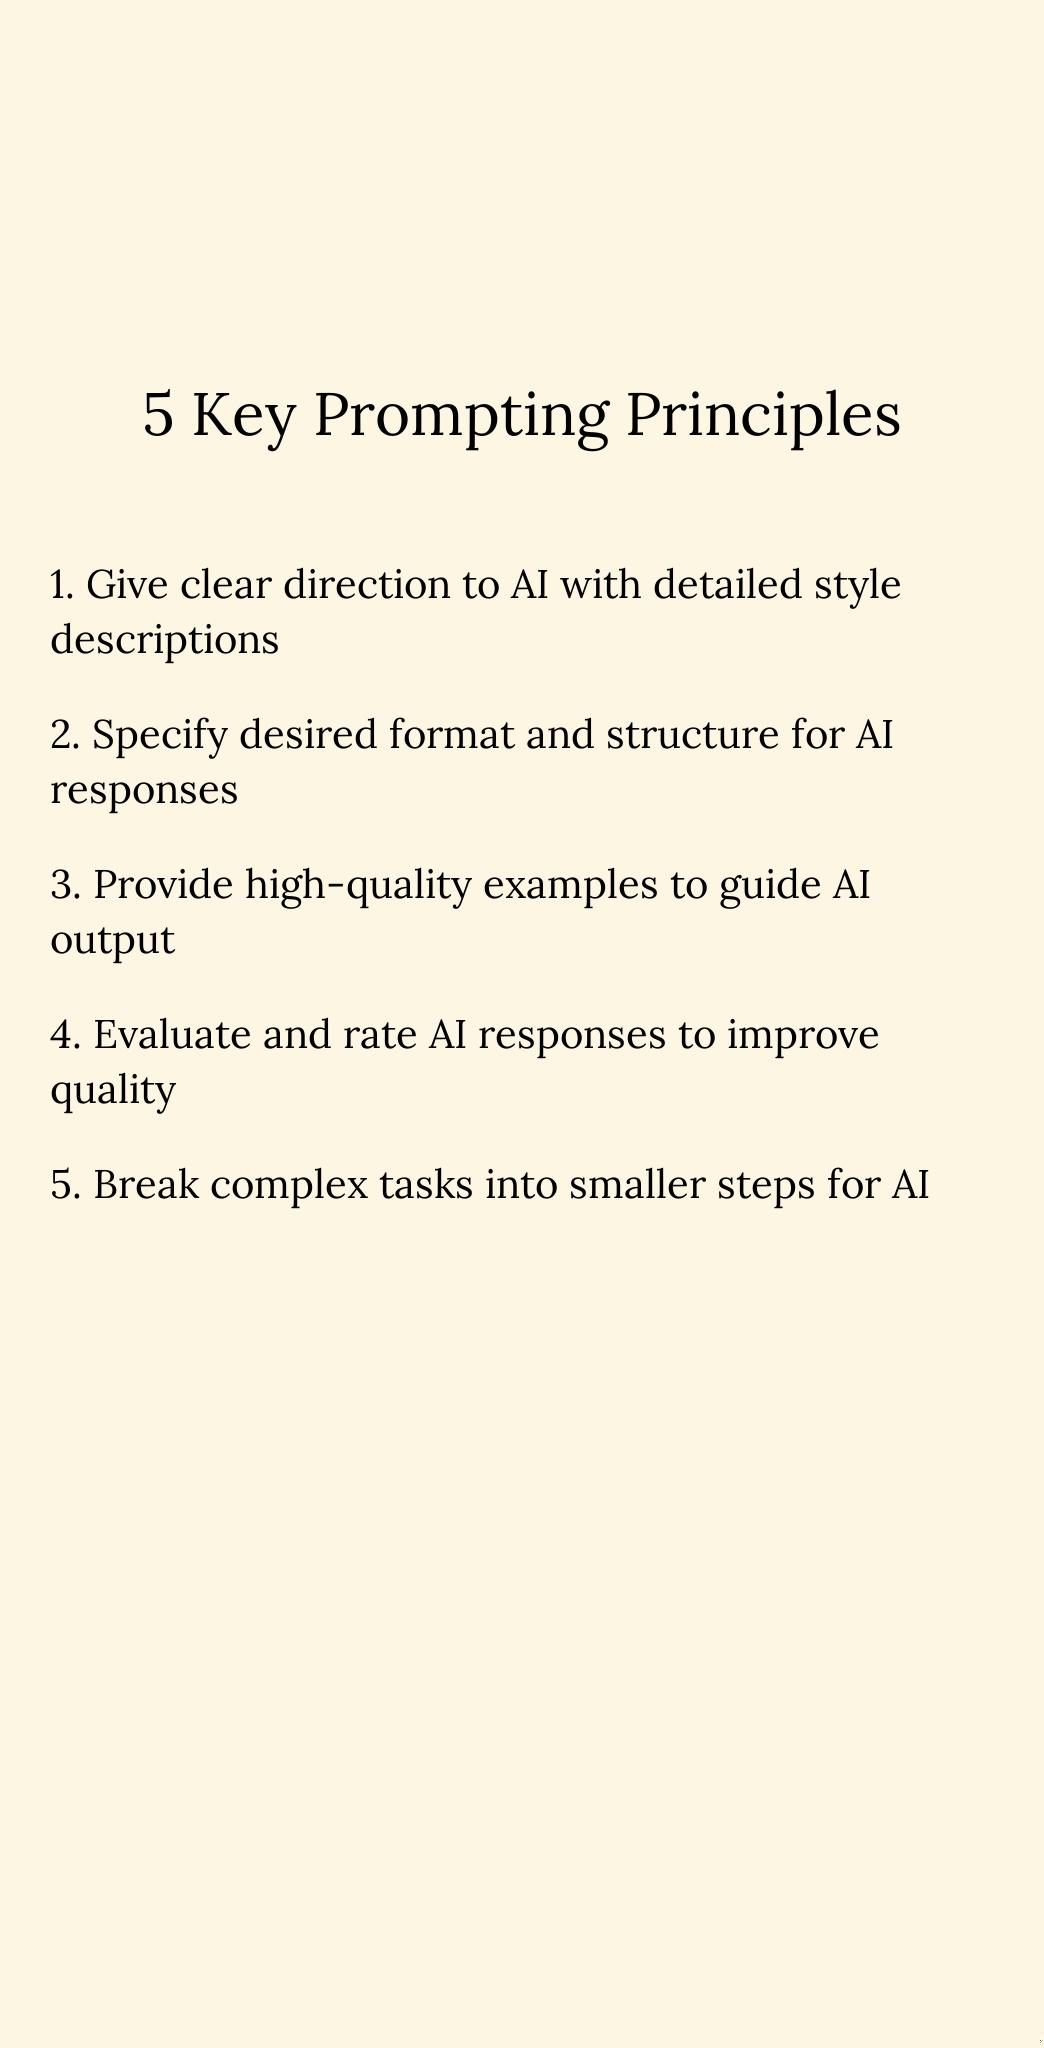 5 Key Prompting Principles
1. Give clear direction to AI with detailed style
descriptions
2. Specify desired format and structure for AI
responses
3. Provide high-quality examples to guide AI
output
4. Evaluate and rate AI responses to improve
quality
5. Break complex tasks into smaller steps for AI